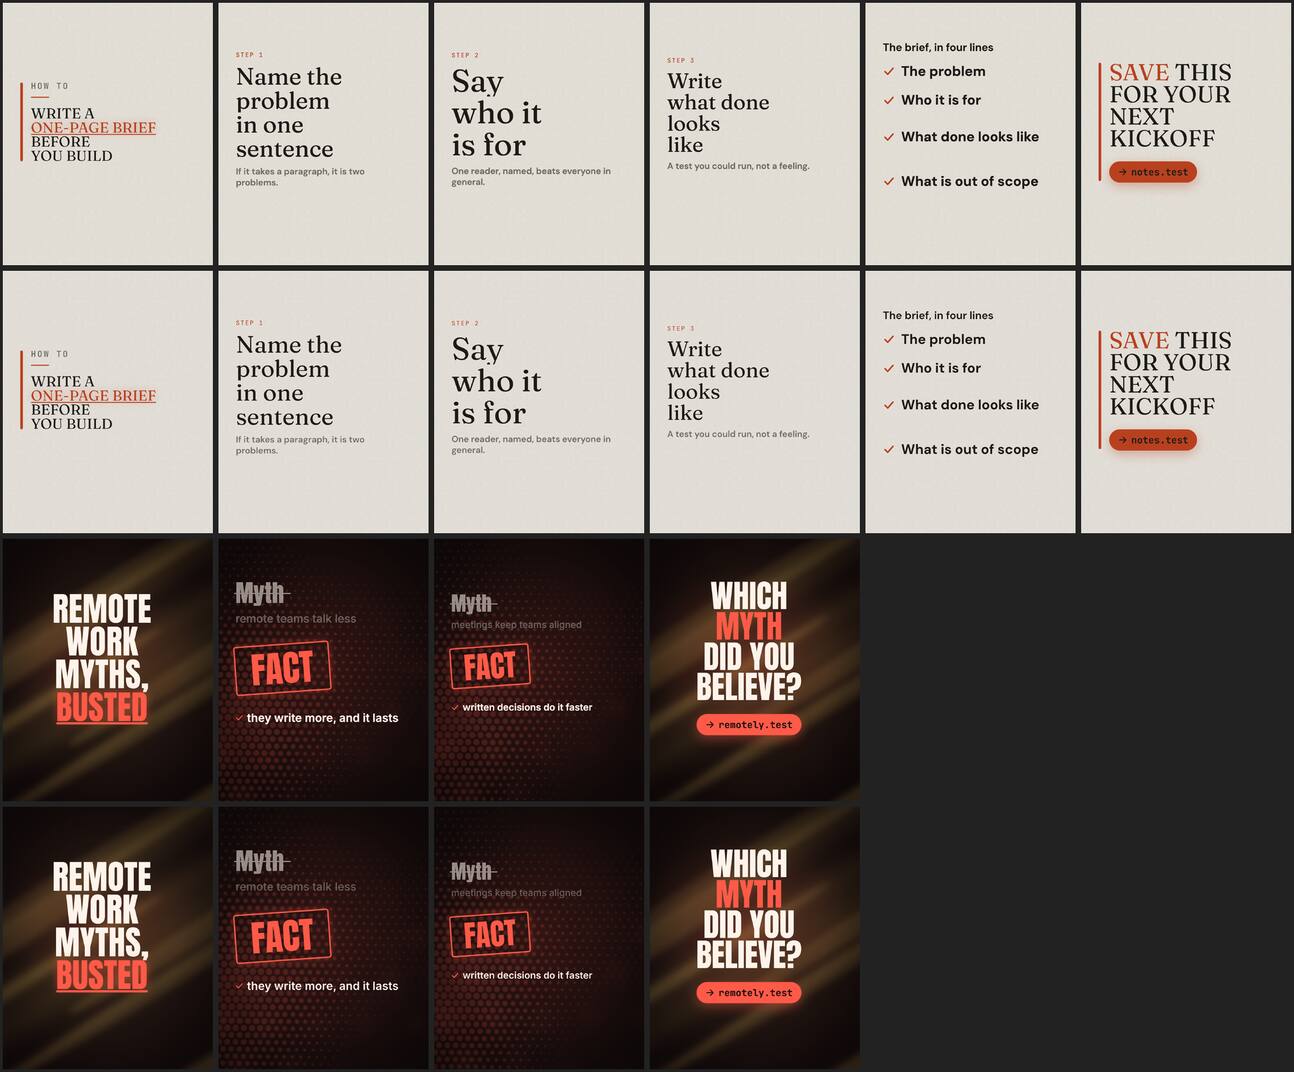 HOW TO
WRITE A
ONE-PAGE BRIEF
BEFORE
YOU BUILD
STEP 1
Name the
problem
in one
sentence
If it takes a paragraph, it is two
problems.
STEP 2
Say
who it
is for
One reader, named, beats everyone in
general.
STEP 3
Write
what done
looks
like
A test you could run, not a feeling.
The brief, in four lines
✓ The problem
✓ Who it is for
✓ What done looks like
✓ What is out of scope
SAVE THIS
FOR YOUR
NEXT
KICKOFF
→ notes.test
HOW TO
WRITE A
ONE-PAGE BRIEF
BEFORE
YOU BUILD
STEP 1
Name the
problem
in one
sentence
If it takes a paragraph, it is two
problems.
STEP 2
Say
who it
is for
One reader, named, beats everyone in
general.
STEP 3
Write
what done
looks
like
A test you could run, not a feeling.
The brief, in four lines
✓ The problem
✓ Who it is for
✓ What done looks like
✓ What is out of scope
SAVE THIS
FOR YOUR
NEXT
KICKOFF
→ notes.test
REMOTE
WORK
MYTHS,
BUSTED
Myth
remote teams talk less
FACT
✓ they write more, and it lasts
Myth
meetings keep teams aligned
FACT
✓ written decisions do it faster
WHICH
MYTH
DID YOU
BELIEVE?
→ remotely.test
REMOTE
WORK
MYTHS,
BUSTED
Myth
remote teams talk less
FACT
✓ they write more, and it lasts
Myth
meetings keep teams aligned
FACT
✓ written decisions do it faster
WHICH
MYTH
DID YOU
BELIEVE?
→ remotely.test